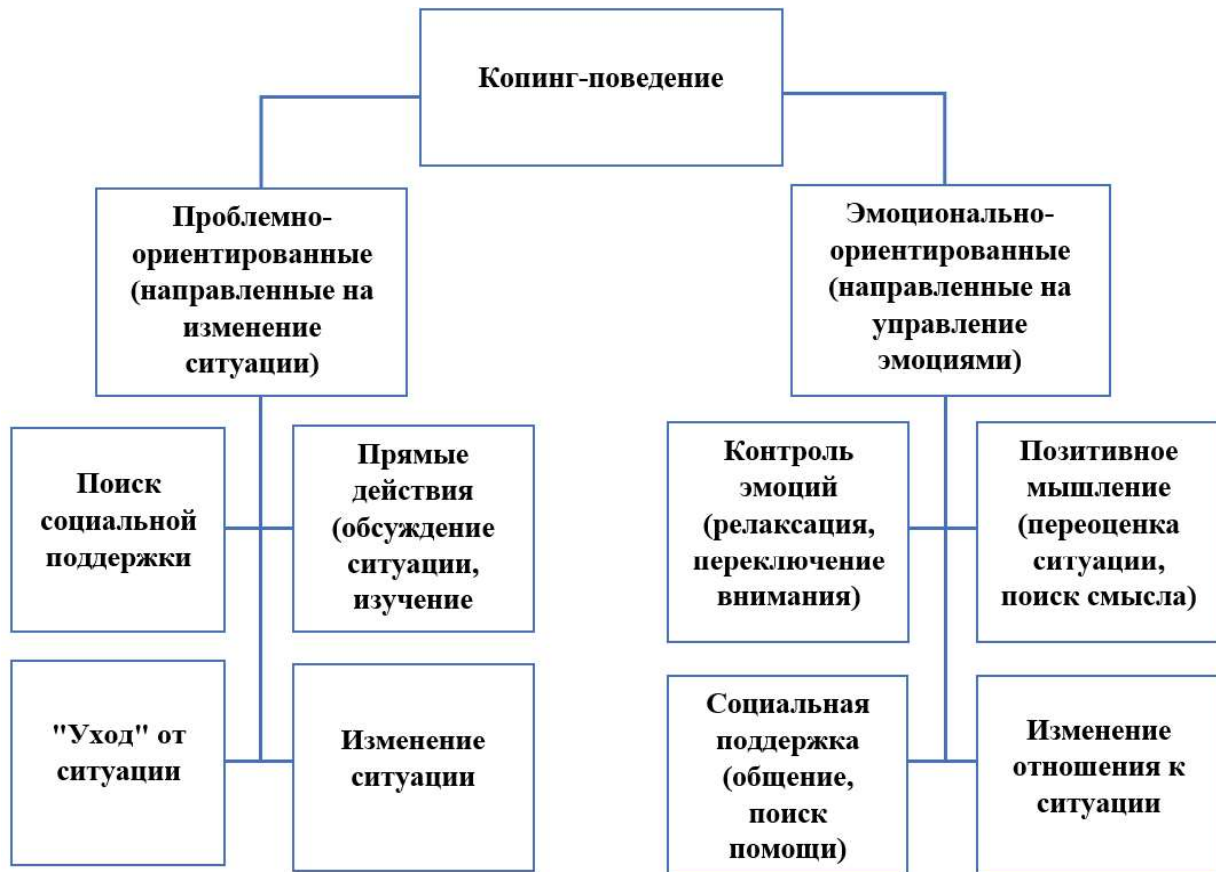 Копинг-поведение
Проблемно-
ориентированные
(направленные на
изменение
ситуации)
Эмоционально-
ориентированные
(направленные на
управление
эмоциями)
Поиск
социальной
поддержки
Прямые
действия
(обсуждение
ситуации,
изучение
Контроль
эмоций
(релаксация,
переключение
внимания)
Позитивное
мышление
(переоценка
ситуации,
поиск смысла)
"Уход" от
ситуации
Изменение
ситуации
Социальная
поддержка
(общение,
поиск
помощи)
Изменение
отношения к
ситуации